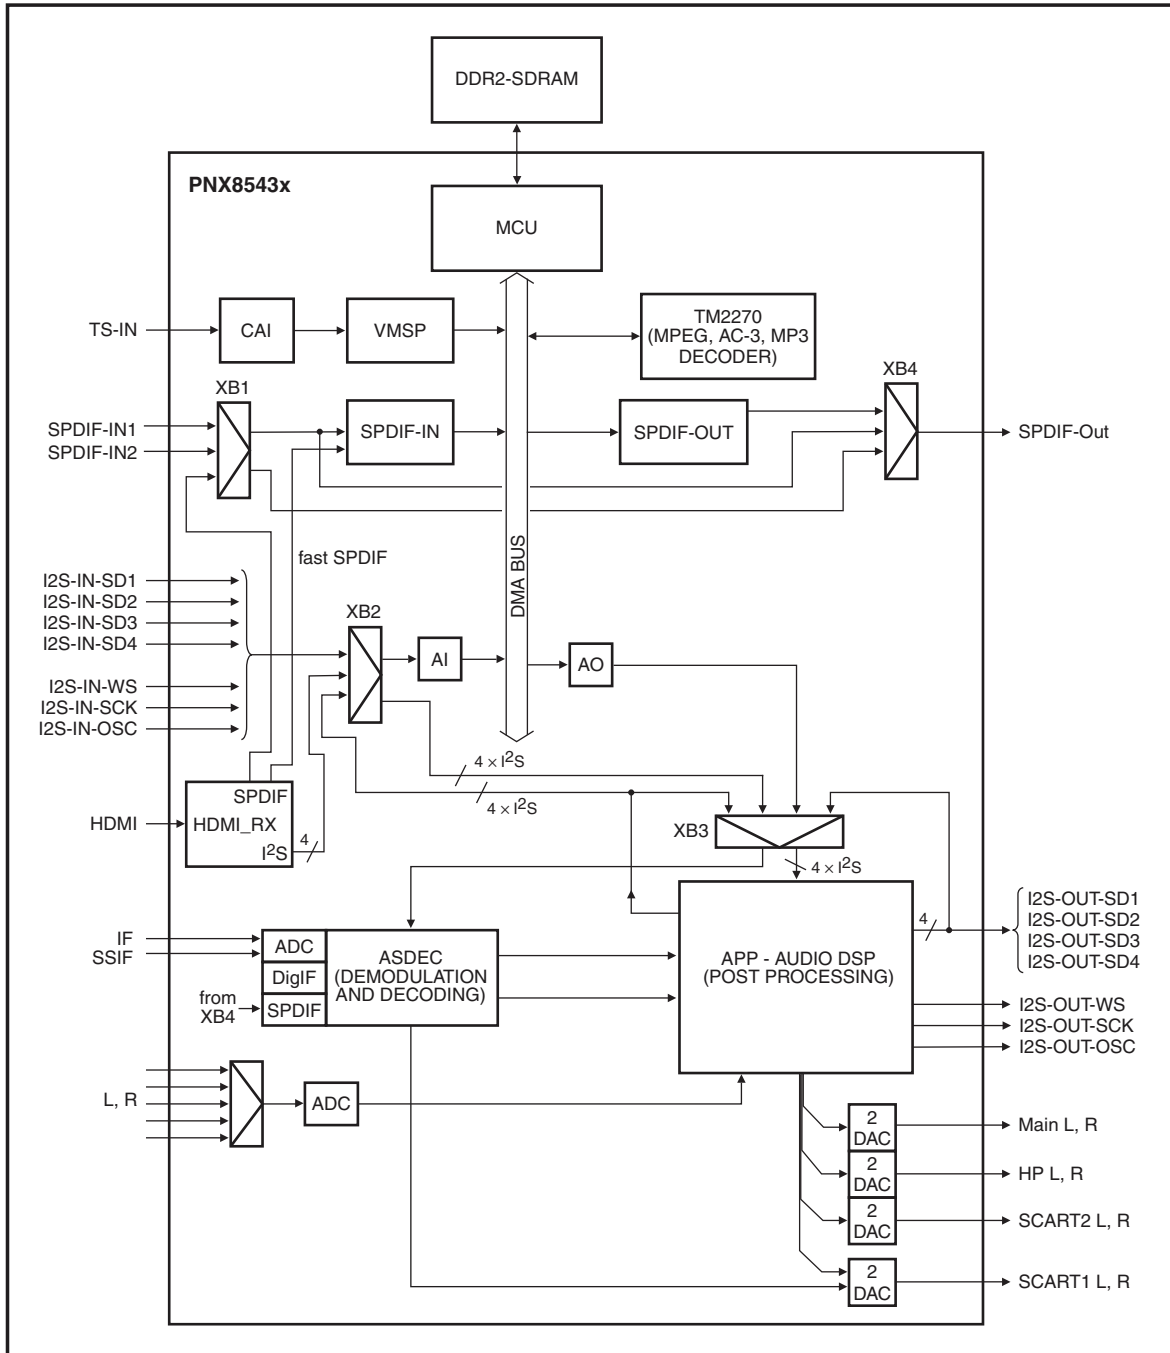 DDR2-SDRAM
PNX8543x
MCU
TS-IN
CAI
VMSP
TM2270
(MPEG, AC-3, MP3
DECODER)
XB1
XB4
SPDIF-IN1
SPDIF-IN2
SPDIF-IN
SPDIF-OUT
SPDIF-Out
fast SPDIF
DMA BUS
I2S-IN-SD1
I2S-IN-SD2
I2S-IN-SD3
I2S-IN-SD4
I2S-IN-WS
I2S-IN-SCK
I2S-IN-OSC
XB2
AI
AO
4 × I²S
4 × I²S
HDMI
SPDIF
HDMI_RX
I²S
4
XB3
4 × I²S
IF
SSIF
from
XB4
ADC
DigIF
SPDIF
ASDEC
(DEMODULATION
AND DECODING)
APP - AUDIO DSP
(POST PROCESSING)
4
I2S-OUT-SD1
I2S-OUT-SD2
I2S-OUT-SD3
I2S-OUT-SD4
I2S-OUT-WS
I2S-OUT-SCK
I2S-OUT-OSC
L, R
ADC
2
DAC
Main L, R
2
DAC
HP L, R
2
DAC
SCART2 L, R
2
DAC
SCART1 L, R